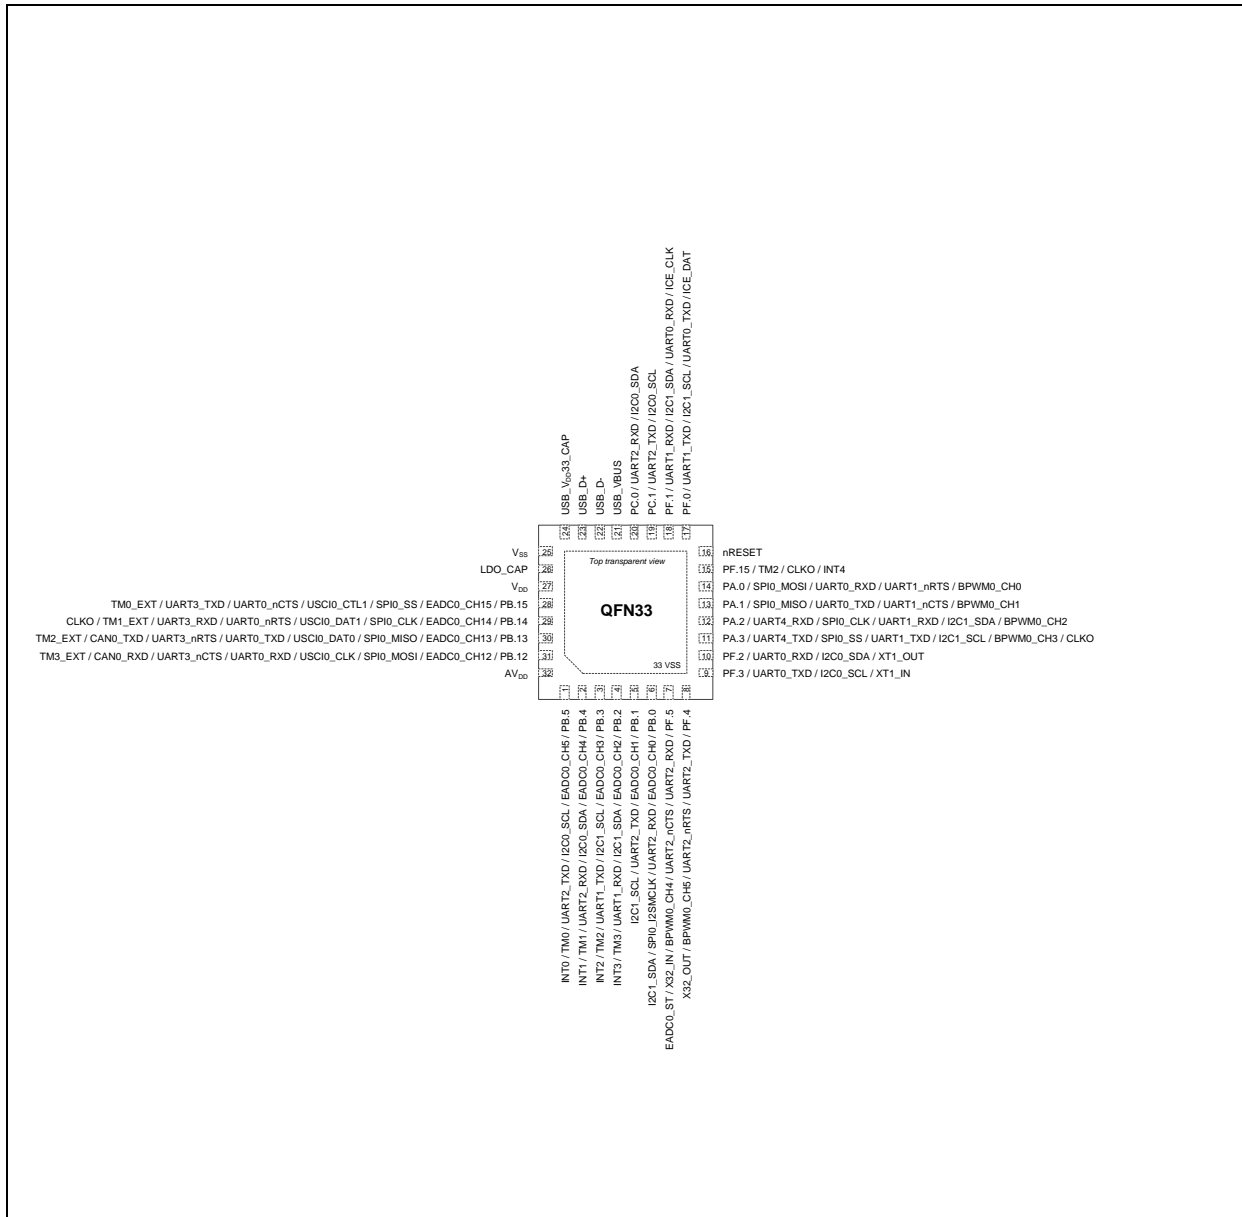 USB_VDD33_CAP
USB_D+
USB_D-
USB_VBUS
PC.0 / UART2_RXD / I2C0_SDA
PC.1 / UART2_TXD / I2C0_SCL
PF.1 / UART1_RXD / I2C1_SDA / UART0_RXD / ICE_CLK
PF.0 / UART1_TXD / I2C1_SCL / UART0_TXD / ICE_DAT
24 23 22 21 20 19 18 17
VSS 25
LDO_CAP 26
VDD 27
TM0_EXT / UART3_TXD / UART0_nCTS / USCI0_CTL1 / SPI0_SS / EADC0_CH15 / PB.15 28
CLKO / TM1_EXT / UART3_RXD / UART0_nRTS / USCI0_DAT1 / SPI0_CLK / EADC0_CH14 / PB.14 29
TM2_EXT / CAN0_TXD / UART3_nRTS / UART0_TXD / USCI0_DAT0 / SPI0_MISO / EADC0_CH13 / PB.13 30
TM3_EXT / CAN0_RXD / UART3_nCTS / UART0_RXD / USCI0_CLK / SPI0_MOSI / EADC0_CH12 / PB.12 31
AVDD 32
Top transparent view
QFN33
33 VSS
16 nRESET
15 PF.15 / TM2 / CLKO / INT4
14 PA.0 / SPI0_MOSI / UART0_RXD / UART1_nRTS / BPWM0_CH0
13 PA.1 / SPI0_MISO / UART0_TXD / UART1_nCTS / BPWM0_CH1
12 PA.2 / UART4_RXD / SPI0_CLK / UART1_RXD / I2C1_SDA / BPWM0_CH2
11 PA.3 / UART4_TXD / SPI0_SS / UART1_TXD / I2C1_SCL / BPWM0_CH3 / CLKO
10 PF.2 / UART0_RXD / I2C0_SDA / XT1_OUT
9 PF.3 / UART0_TXD / I2C0_SCL / XT1_IN
1 2 3 4 5 6 7 8
INT0 / TM0 / UART2_TXD / I2C0_SCL / EADC0_CH5 / PB.5
INT1 / TM1 / UART2_RXD / I2C0_SDA / EADC0_CH4 / PB.4
INT2 / TM2 / UART1_TXD / I2C1_SCL / EADC0_CH3 / PB.3
INT3 / TM3 / UART1_RXD / I2C1_SDA / EADC0_CH2 / PB.2
I2C1_SCL / UART2_TXD / EADC0_CH1 / PB.1
I2C1_SDA / SPI0_I2SMCLK / UART2_RXD / EADC0_CH0 / PB.0
EADC0_ST / X32_IN / BPWM0_CH4 / UART2_nCTS / UART2_RXD / PF.5
X32_OUT / BPWM0_CH5 / UART2_nRTS / UART2_TXD / PF.4